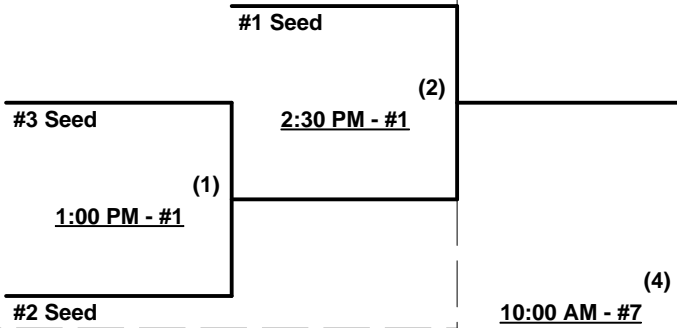 #1 Seed
(2)
#3 Seed
2:30 PM - #1
(1)
1:00 PM - #1
(4)
#2 Seed
10:00 AM - #7